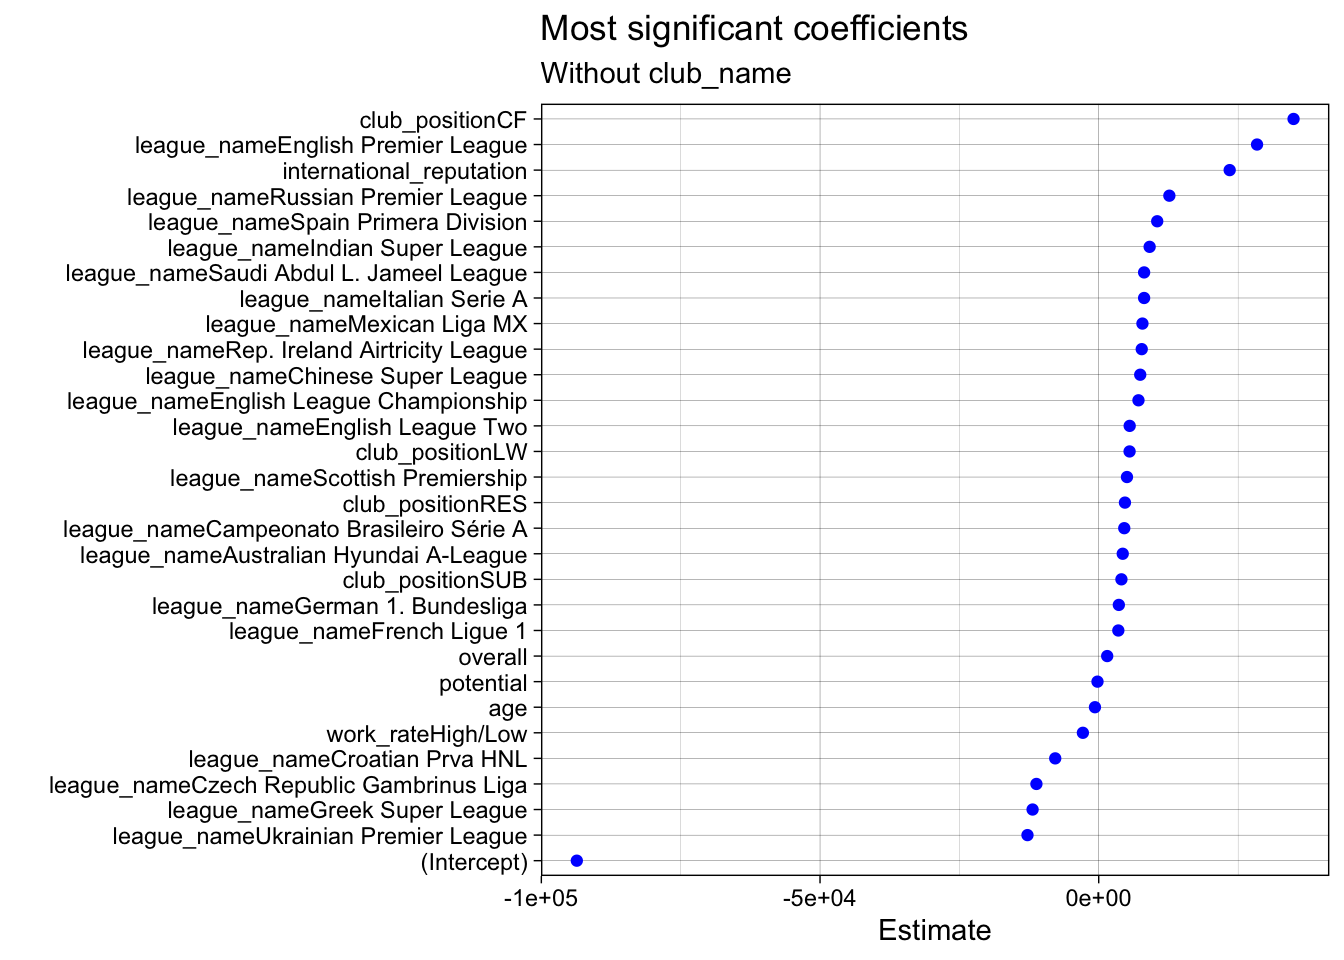 Most significant coefficients
Without club_name
club_positionCF
league_nameEnglish Premier League
international_reputation
league_nameRussian Premier League
league_nameSpain Primera Division
league_nameIndian Super League
league_nameSaudi Abdul L. Jameel League
league_nameItalian Serie A
league_nameMexican Liga MX
league_nameRep. Ireland Airtricity League
league_nameChinese Super League
league_nameEnglish League Championship
league_nameEnglish League Two
club_positionLW
league_nameScottish Premiership
club_positionRES
league_nameCampeonato Brasileiro Série A
league_nameAustralian Hyundai A-League
club_positionSUB
league_nameGerman 1. Bundesliga
league_nameFrench Ligue 1
overall
potential
age
work_rateHigh/Low
league_nameCroatian Prva HNL
league_nameCzech Republic Gambrinus Liga
league_nameGreek Super League
league_nameUkrainian Premier League
(Intercept)
-1e+05 -5e+04 0e+00
Estimate